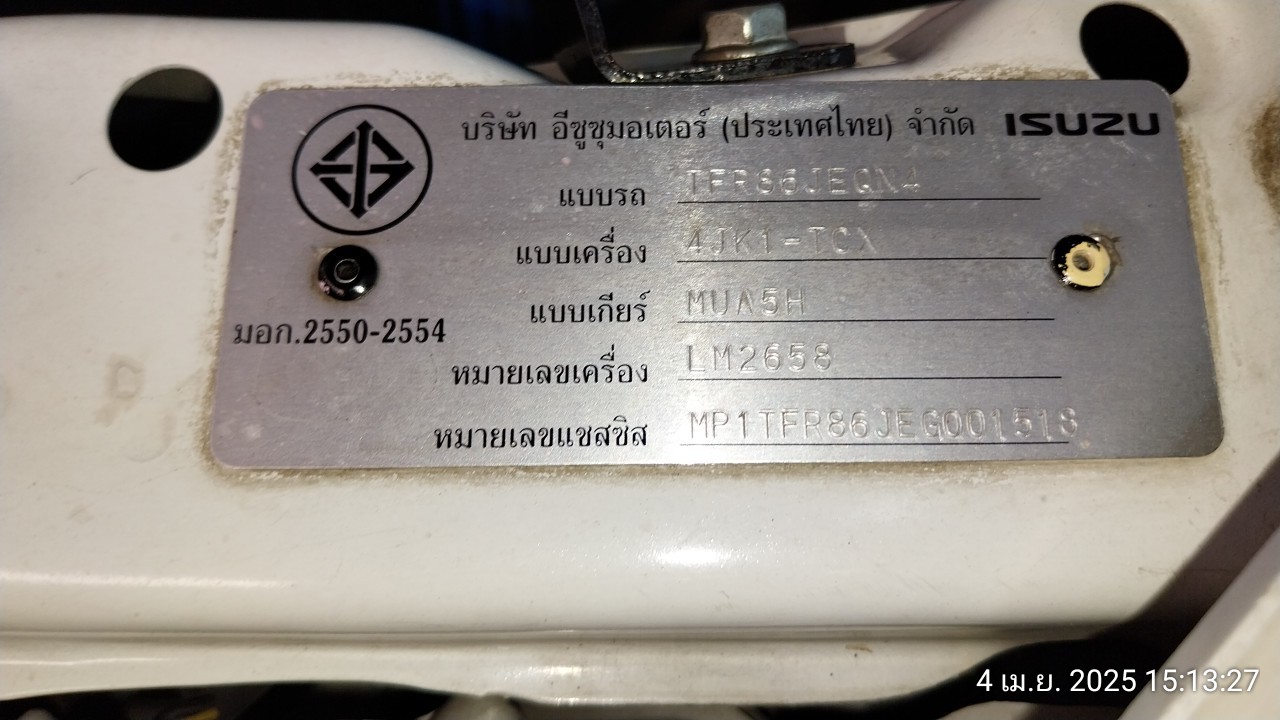 บริษัท อีซูซุมอเตอร์ (ประเทศไทย) จำกัด ISUZU
แบบรถ TFR86JEQN4
แบบเครื่อง 4JK1-TCX
แบบเกียร์ MUA5H
มอก.2550-2554
หมายเลขเครื่อง LM2658
หมายเลขแชสซิส MP1TFR86JEG001518
4 เม.ย. 2025 15:13:27